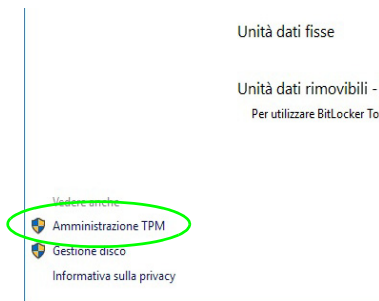 Unità dati fisse
Unità dati rimovibili -
Per utilizzare BitLocker To
Vedere anche
Amministrazione TPM
Gestione disco
Informativa sulla privacy